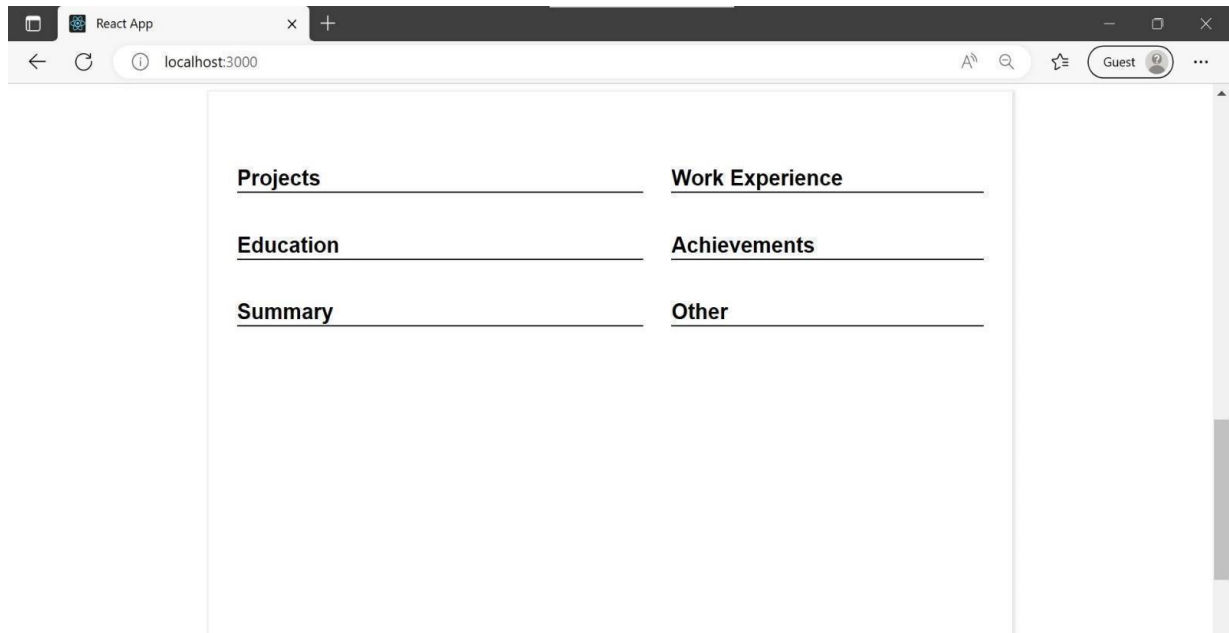 React App
localhost:3000
Guest
Projects
Work Experience
Education
Achievements
Summary
Other